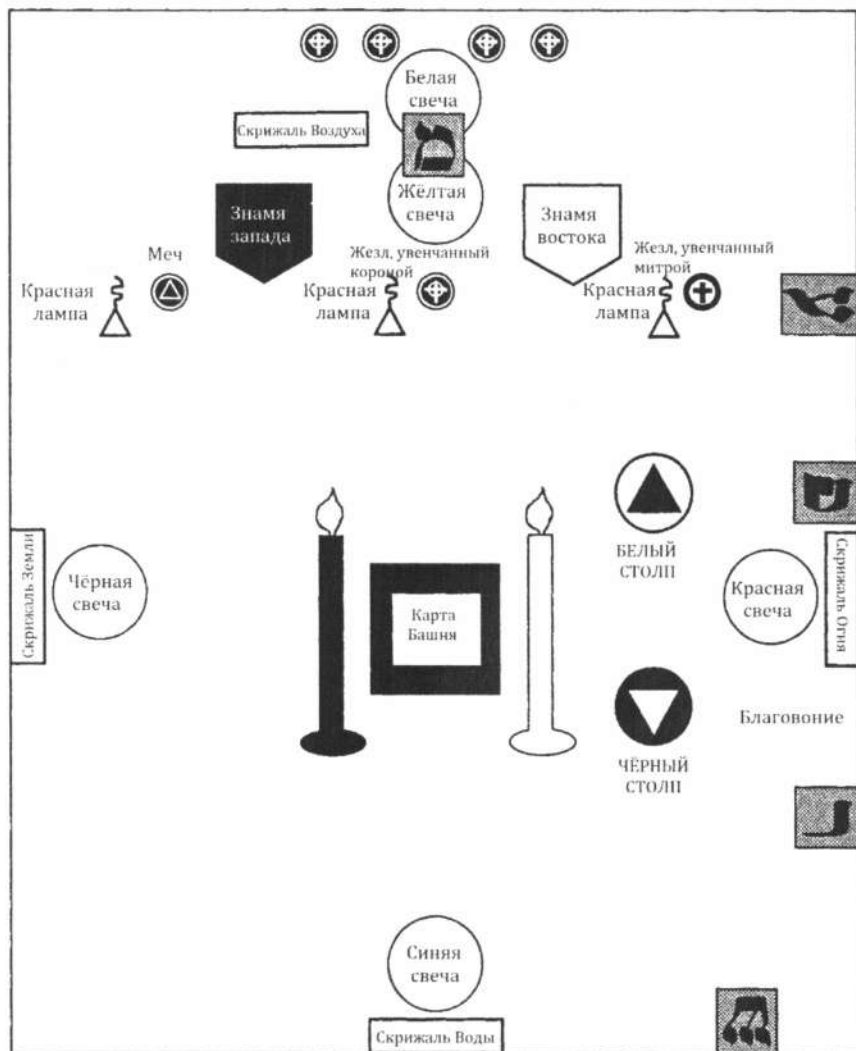 Белая
свеча
Скрижаль Воздуха
Жёлтая
свеча
Знамя
запада
Знамя
востока
Меч
Жезл, увенчанный
короной
Жезл, увенчанный
митрой
Красная
лампа
Красная
лампа
Красная
лампа
БЕЛЫЙ
СТОЛП
Скрижаль Земли
Чёрная
свеча
Карта
Башня
Красная
свеча
Скрижаль Огня
Благовоние
ЧЁРНЫЙ
СТОЛП
Синяя
свеча
Скрижаль Воды